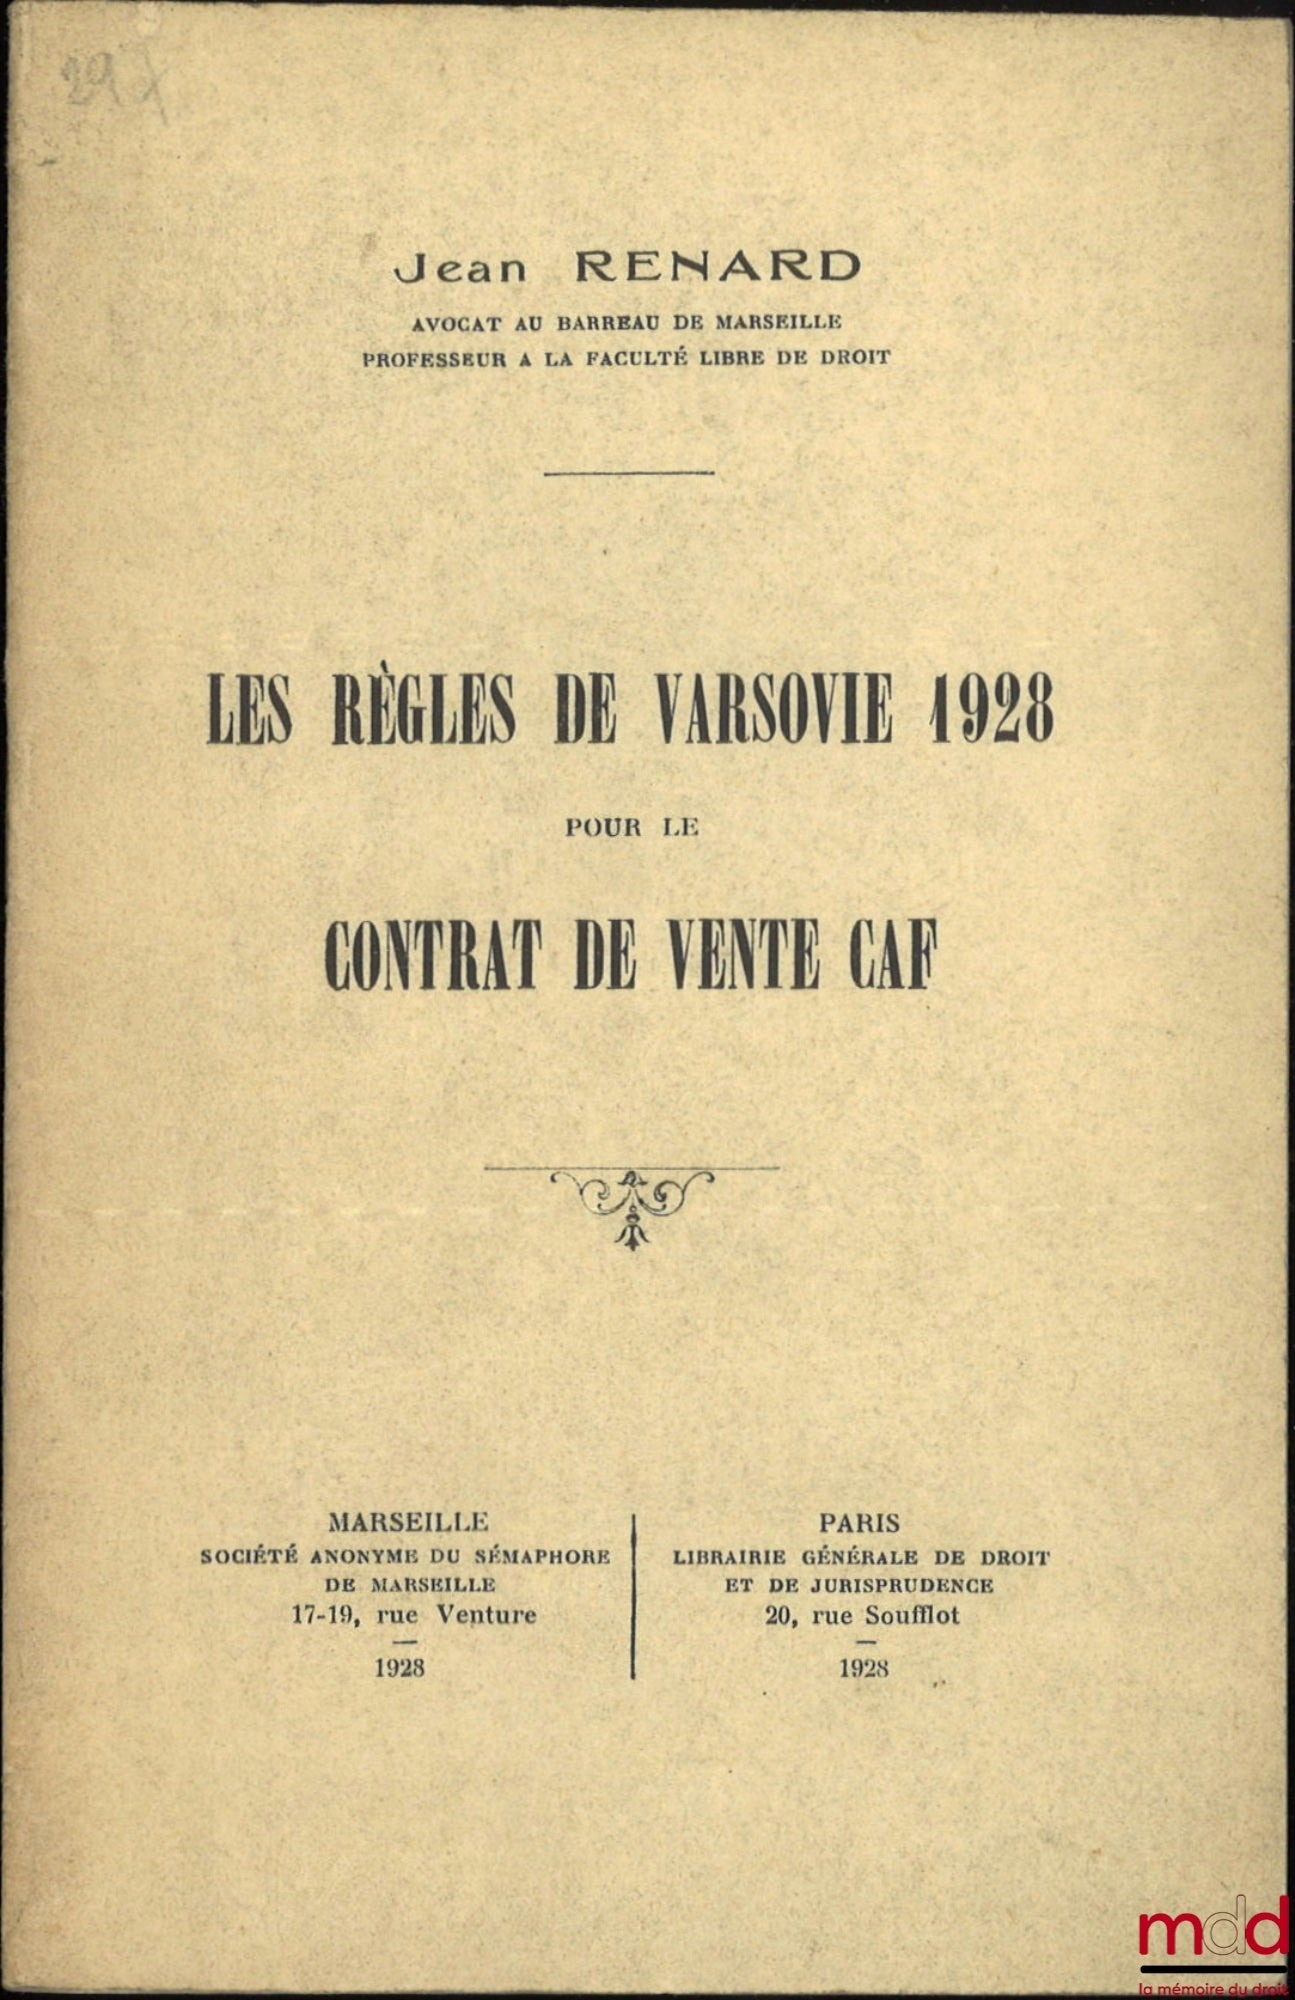 Jean RENARD
AVOCAT AU BARREAU DE MARSEILLE
PROFESSEUR A LA FACULTÉ LIBRE DE DROIT
LES RÈGLES DE VARSOVIE 1928
POUR LE
CONTRAT DE VENTE CAF
MARSEILLE
SOCIÉTÉ ANONYME DU SÉMAPHORE
DE MARSEILLE
17-19, rue Venture
1928
PARIS
LIBRAIRIE GÉNÉRALE DE DROIT
ET DE JURISPRUDENCE
20, rue Soufflot
1928
mdd
la mémoire du droit